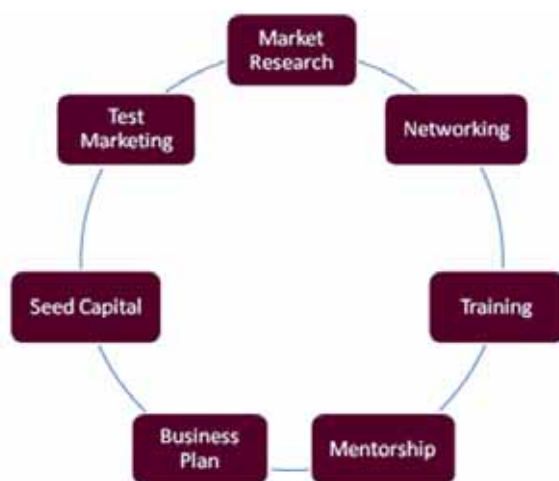 Market
Research
Networking
Training
Mentorship
Business
Plan
Seed Capital
Test
Marketing